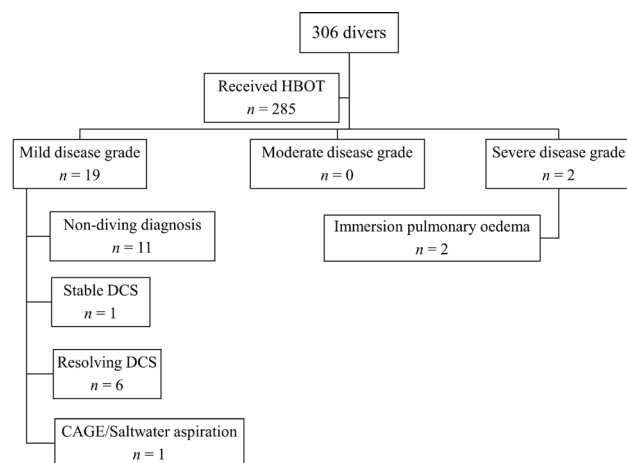 306 divers
Received HBOT
n = 285
Mild disease grade
n = 19
Moderate disease grade
n = 0
Severe disease grade
n = 2
Non-diving diagnosis
n = 11
Immersion pulmonary oedema
n = 2
Stable DCS
n = 1
Resolving DCS
n = 6
CAGE/Saltwater aspiration
n = 1